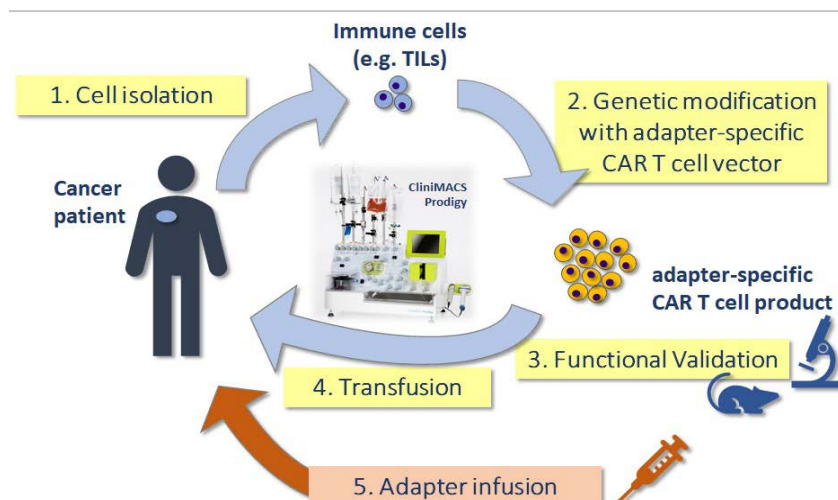 Immune cells
(e.g. TILs)
1. Cell isolation
2. Genetic modification
with adapter-specific
CAR T cell vector
Cancer
patient
CliniMACS
Prodigy
1
adapter-specific
CAR T cell product
3. Functional Validation
4. Transfusion
5. Adapter infusion